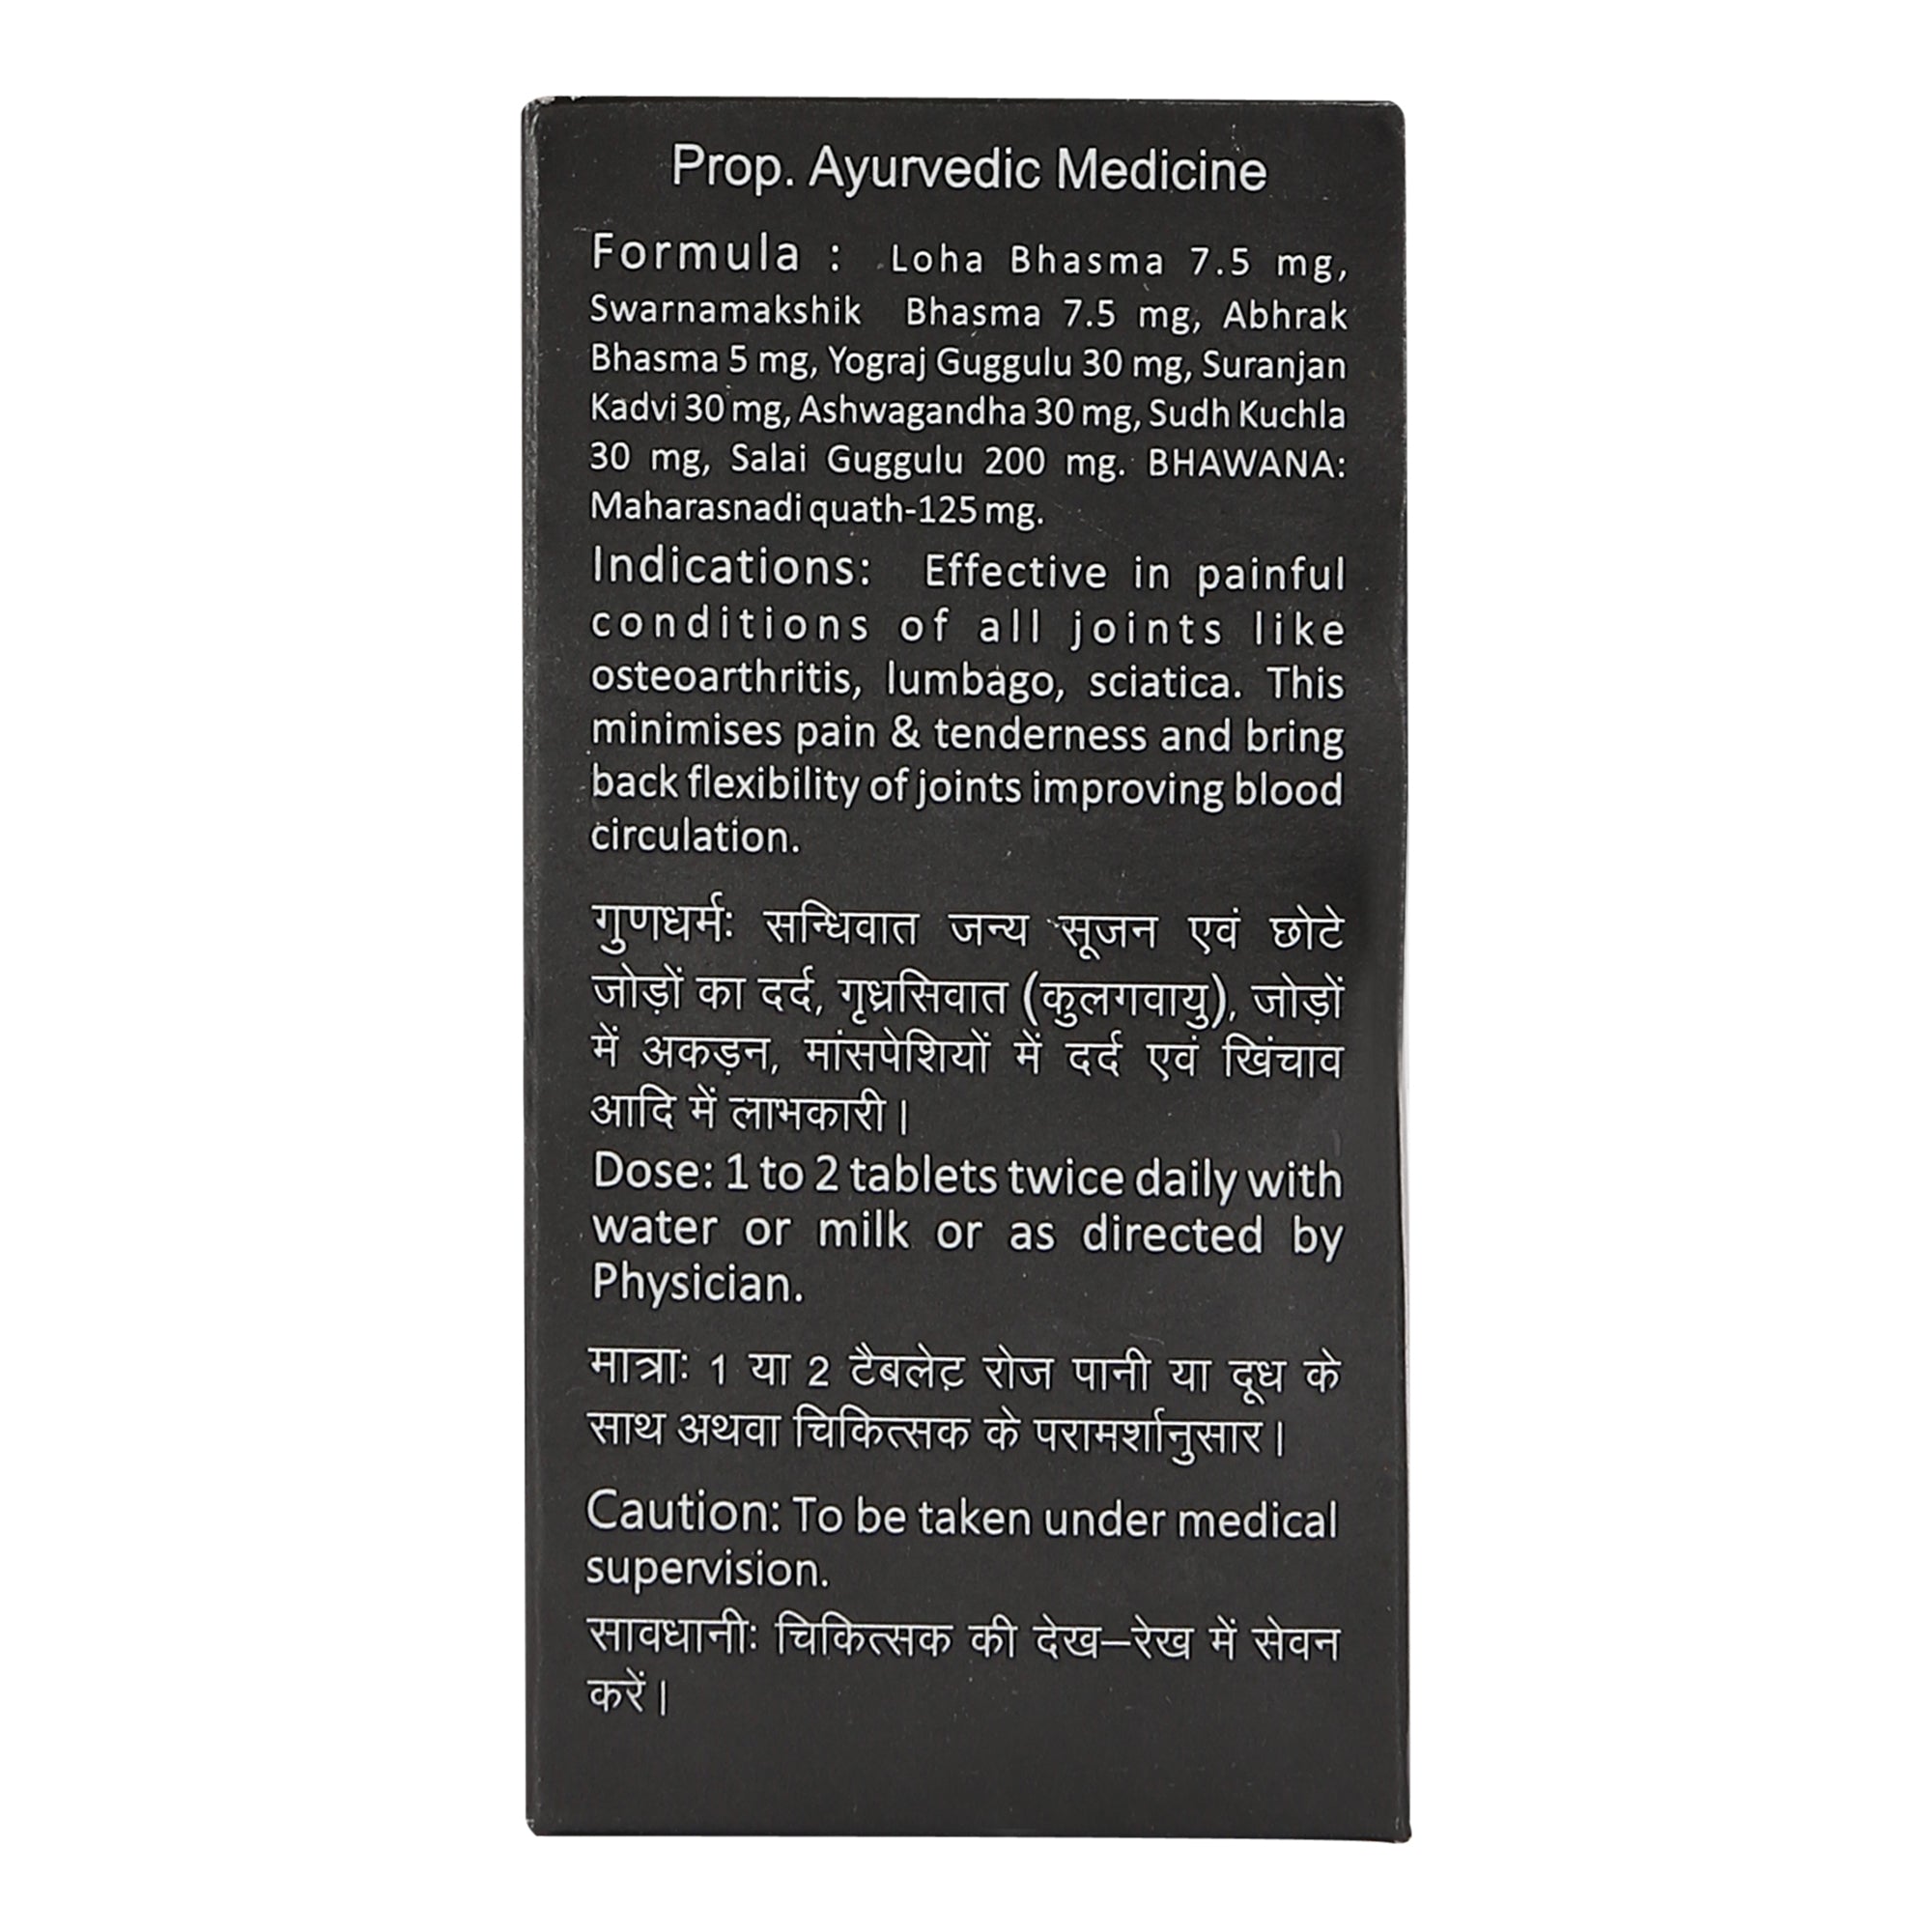 Prop. Ayurvedic Medicine
Formula : Loha Bhasma 7.5 mg,
Swarnamakshik Bhasma 7.5 mg, Abhrak
Bhasma 5 mg, Yograj Guggulu 30 mg, Suranjan
Kadvi 30 mg, Ashwagandha 30 mg, Sudh Kuchla
30 mg, Salai Guggulu 200 mg. BHAWANA:
Maharasnadi quath-125 mg.
Indications: Effective in painful
conditions of all joints like
osteoarthritis, lumbago, sciatica. This
minimises pain & tenderness and bring
back flexibility of joints improving blood
circulation.
गुणधर्मः सन्धिवात जन्य सूजन एवं छोटे
जोड़ों का दर्द, गृध्रसिवात (कुलगवायु), जोड़ों
में अकड़न, मांसपेशियों में दर्द एवं खिंचाव
आदि में लाभकारी।
Dose: 1 to 2 tablets twice daily with
water or milk or as directed by
Physician.
मात्राः 1 या 2 टैबलेट़ रोज पानी या दूध के
साथ अथवा चिकित्सक के परामर्शानुसार।
Caution: To be taken under medical
supervision.
सावधानीः चिकित्सक की देख–रेख में सेवन
करें।